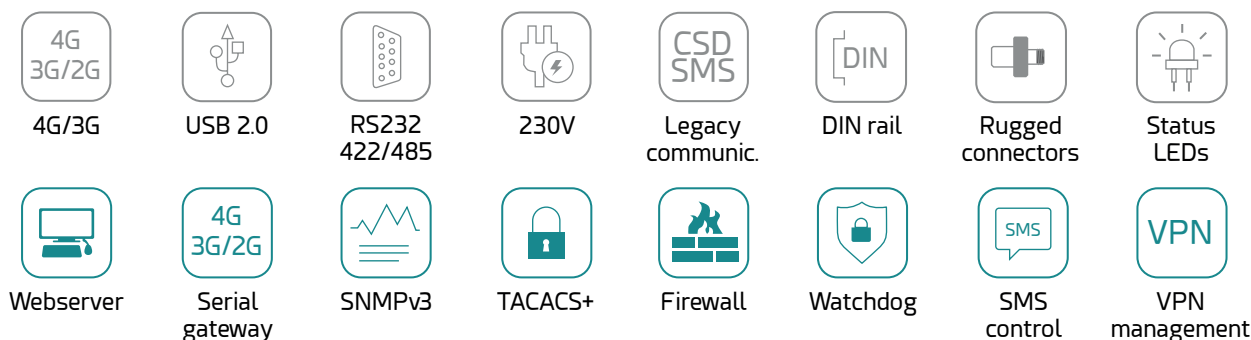 4G
3G/2G
CSD
SMS
DIN
4G/3G
USB 2.0
RS232
422/485
230V
Legacy
communic.
DIN rail
Rugged
connectors
Status
LEDs
4G
3G/2G
SMS
VPN
Webserver
Serial
gateway
SNMPv3
TACACS+
Firewall
Watchdog
SMS
control
VPN
management